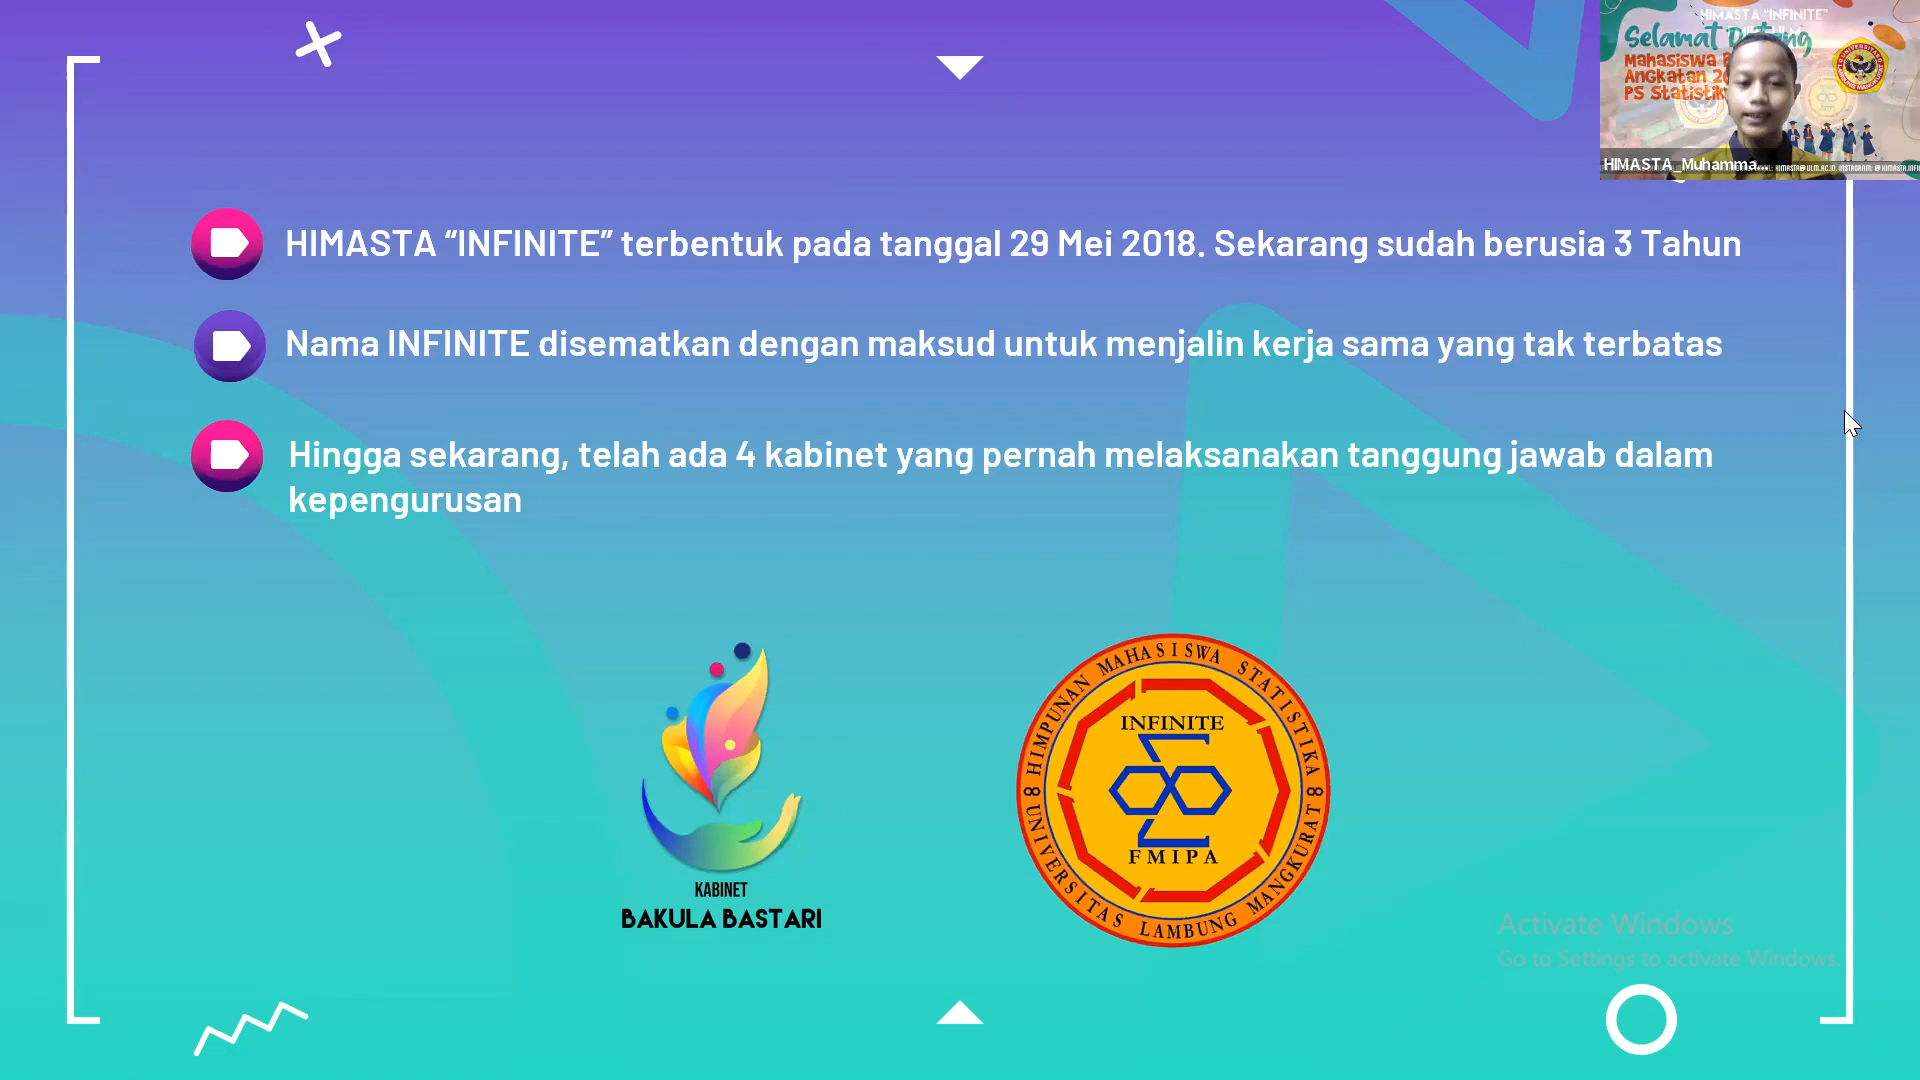 HIMASTA "INFINITE"
Selamat
Mahasiswa
Angkatan
PS Statistik
HIMASTA_Muhamma...
HIMASTA “INFINITE” terbentuk pada tanggal 29 Mei 2018. Sekarang sudah berusia 3 Tahun
Nama INFINITE disematkan dengan maksud untuk menjalin kerja sama yang tak terbatas
Hingga sekarang, telah ada 4 kabinet yang pernah melaksanakan tanggung jawab dalam
kepengurusan
KABINET
BAKULA BASTARI
HIMPUNAN MAHASISWA STATISTIKA
INFINITE
FMIPA
UNIVERSITAS LAMBUNG MANGKURAT
Activate Windows
Go to Settings to activate Windows.